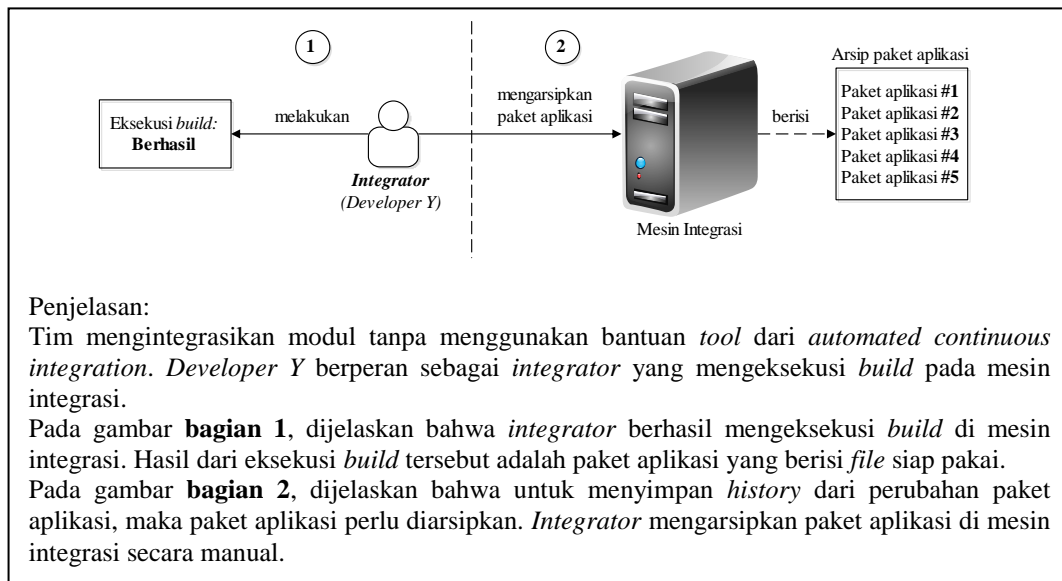 1
2
Eksekusi build:
Berhasil
melakukan
Integrator
(Developer Y)
mengarsipkan
paket aplikasi
Mesin Integrasi
berisi
Arsip paket aplikasi
Paket aplikasi #1
Paket aplikasi #2
Paket aplikasi #3
Paket aplikasi #4
Paket aplikasi #5
Penjelasan:
Tim mengintegrasikan modul tanpa menggunakan bantuan tool dari automated continuous
integration. Developer Y berperan sebagai integrator yang mengeksekusi build pada mesin
integrasi.
Pada gambar bagian 1, dijelaskan bahwa integrator berhasil mengeksekusi build di mesin
integrasi. Hasil dari eksekusi build tersebut adalah paket aplikasi yang berisi file siap pakai.
Pada gambar bagian 2, dijelaskan bahwa untuk menyimpan history dari perubahan paket
aplikasi, maka paket aplikasi perlu diarsipkan. Integrator mengarsipkan paket aplikasi di mesin
integrasi secara manual.